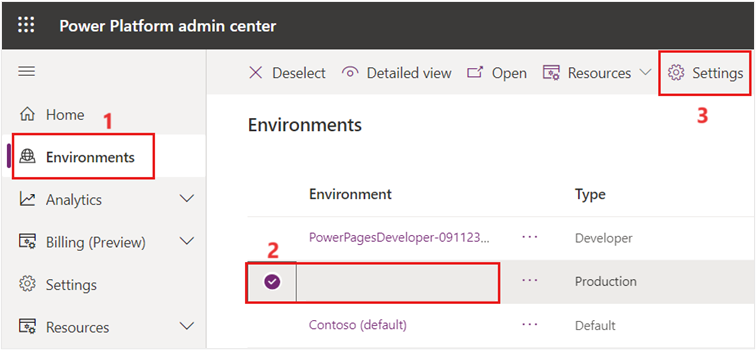 Power Platform admin center
Deselect Detailed view Open Resources Settings
1
3
Home
Environments
Environments
Analytics
Billing (Preview)
Settings
Resources
Environment Type
PowerPagesDeveloper-091123... ... Developer
2
... Production
Contoso (default) ... Default